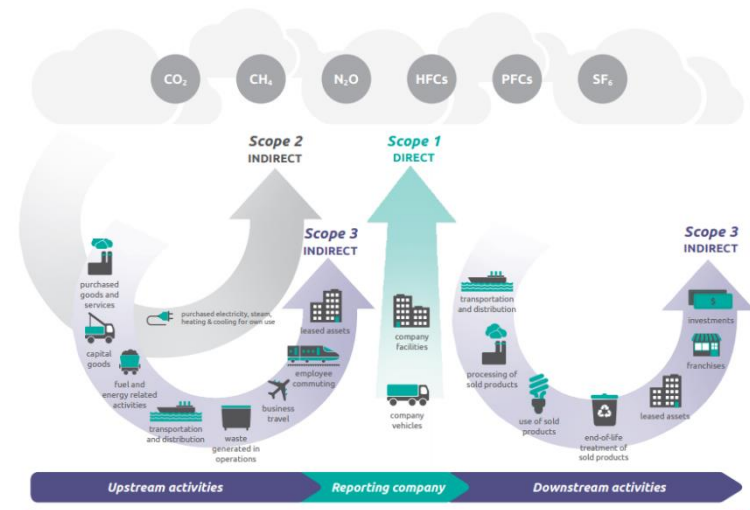 CO₂ CH₄ N₂O HFCs PFCs SF₆
Scope 2
INDIRECT
Scope 1
DIRECT
Scope 3
INDIRECT
Scope 3
INDIRECT
purchased
goods and
services
capital
goods
fuel and
energy related
activities
transportation
and distribution
waste
generated in
operations
business
travel
employee
commuting
leased assets
purchased electricity, steam,
heating & cooling for own use
company
facilities
company
vehicles
transportation
and distribution
processing of
sold products
use of sold
products
end-of-life
treatment of
sold products
leased assets
franchises
investments
$
Upstream activities
Reporting company
Downstream activities